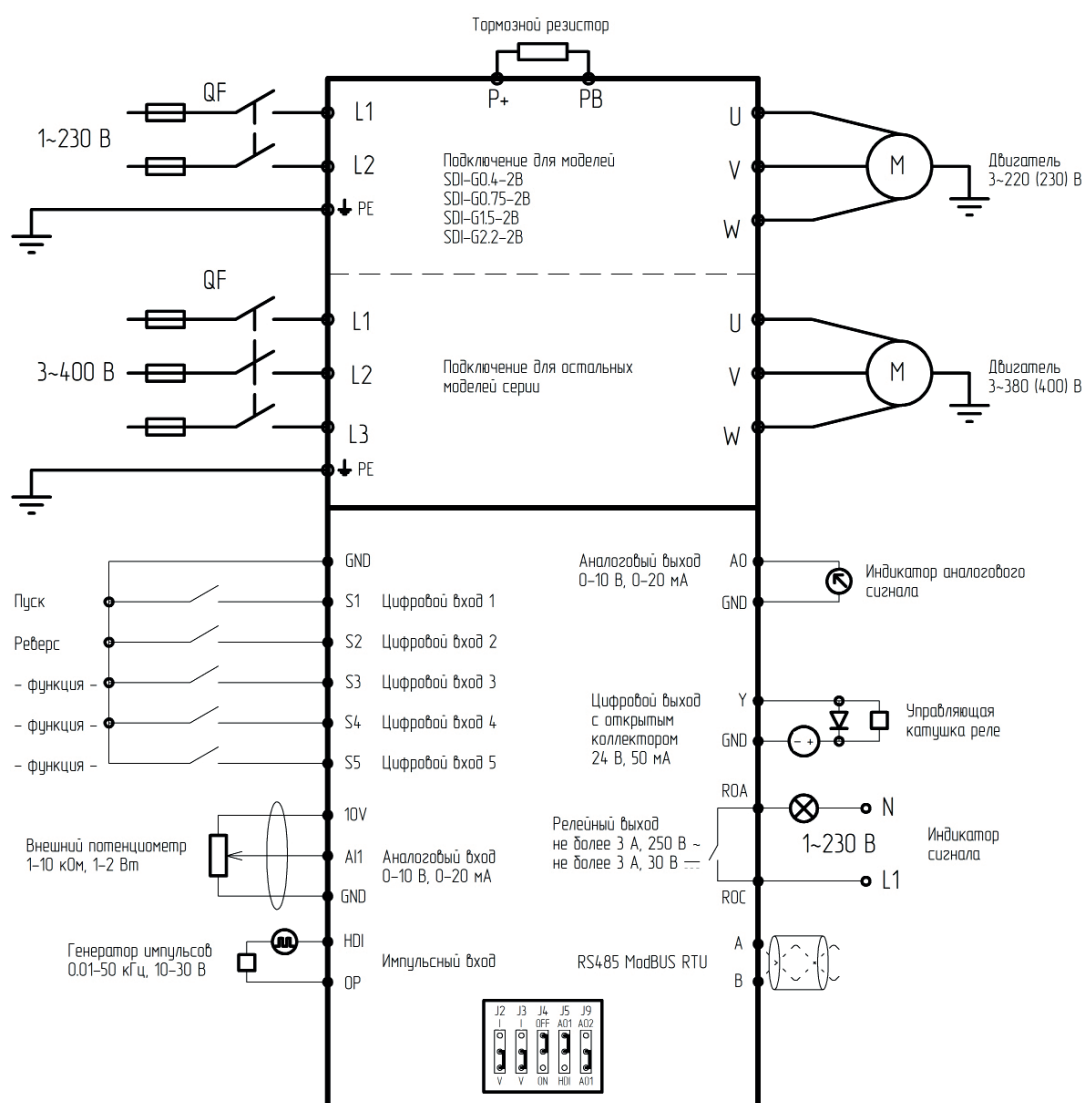 Тормозной резистор
P+ PB
QF
1~230 В
L1
L2
PE
Подключение для моделей
SDI-G0.4-2B
SDI-G0.75-2B
SDI-G1.5-2B
SDI-G2.2-2B
U
V
W
M
Двигатель
3~220 (230) В
QF
3~400 В
L1
L2
L3
PE
Подключение для остальных
моделей серии
U
V
W
M
Двигатель
3~380 (400) В
GND
Пуск
S1 Цифровой вход 1
Реверс
S2 Цифровой вход 2
- функция -
S3 Цифровой вход 3
- функция -
S4 Цифровой вход 4
- функция -
S5 Цифровой вход 5
Внешний потенциометр
1-10 кОм, 1-2 Вт
10V
AI1
GND
Аналоговый вход
0-10 В, 0-20 мА
Генератор импульсов
0.01-50 кГц, 10-30 В
HDI
OP
Импульсный вход
Аналоговый выход
0-10 В, 0-20 мА
AO
GND
Индикатор аналогового
сигнала
Цифровой выход
с открытым
коллектором
24 В, 50 мА
Y
GND
- +
Управляющая
катушка реле
Релейный выход
не более 3 А, 250 В ~
не более 3 А, 30 В
ROA
ROC
N
1~230 В
L1
Индикатор
сигнала
RS485 ModBUS RTU
A
B
J2 J3 J4 J5 J9
I I OFF AO1 AO2
V V ON HDI AO1